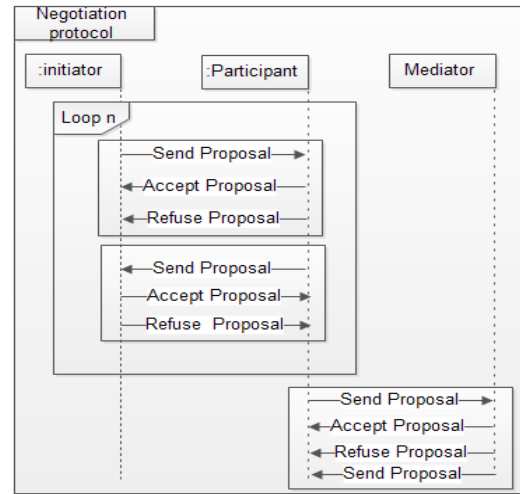 Negotiation
protocol
:initiator
:Participant
Mediator
Loop n
Send Proposal
Accept Proposal
Refuse Proposal
Send Proposal
Accept Proposal
Refuse Proposal
Send Proposal
Accept Proposal
Refuse Proposal
Send Proposal